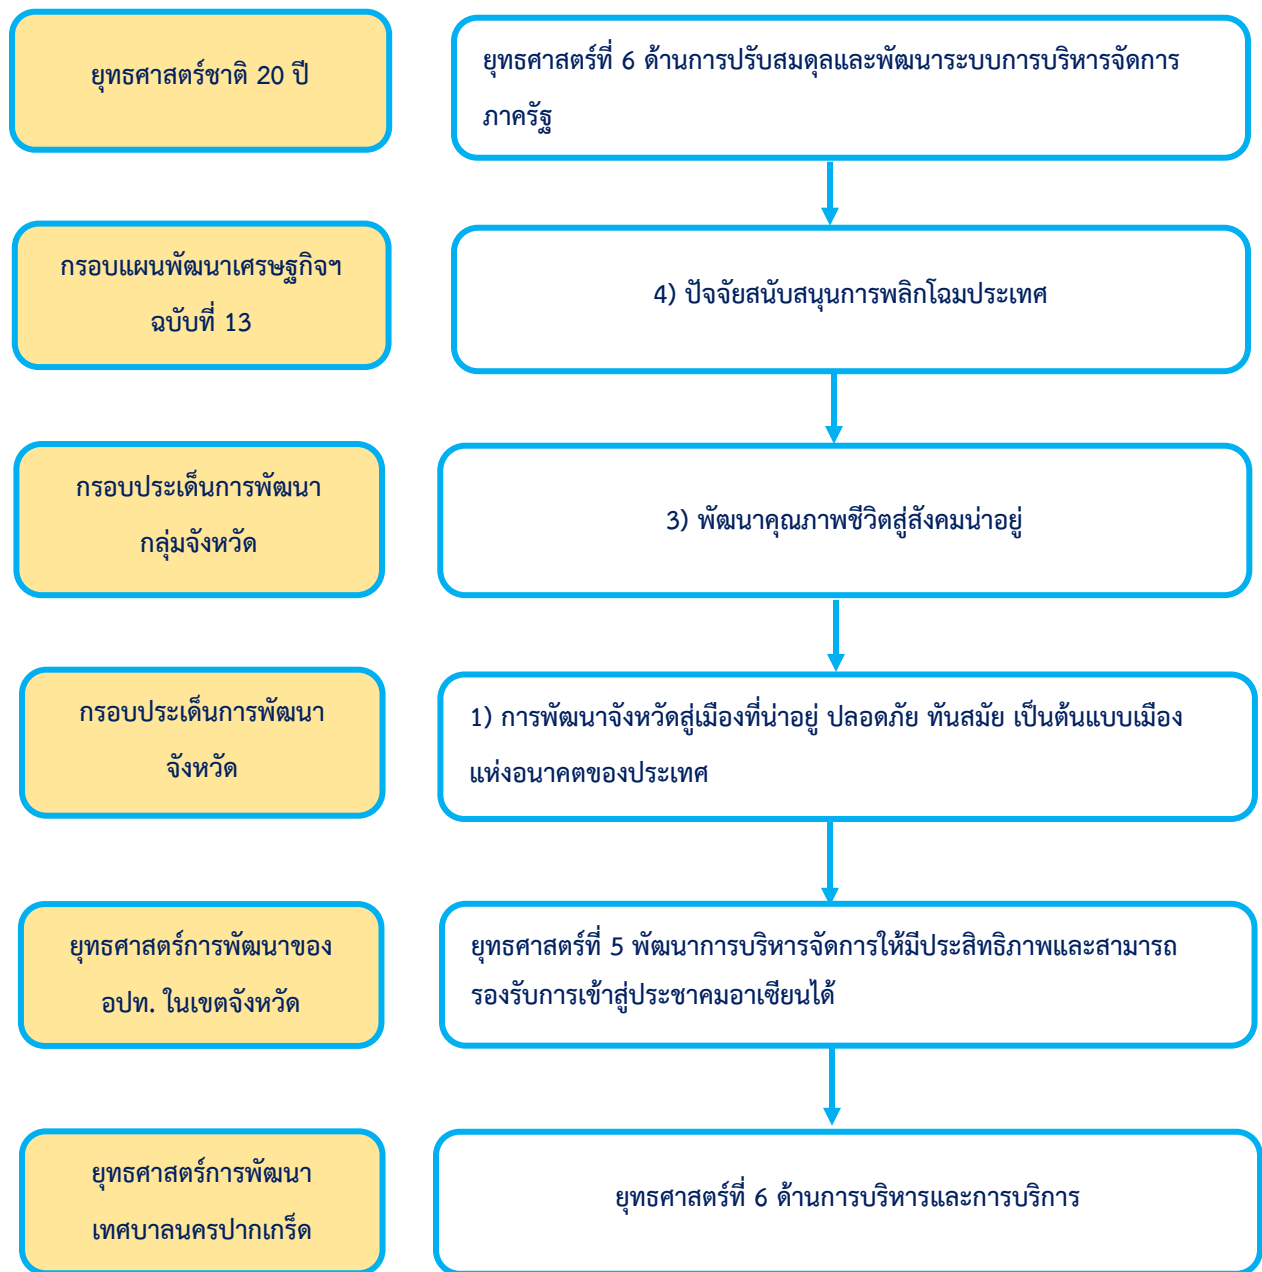 ยุทธศาสตร์ชาติ 20 ปี
ยุทธศาสตร์ที่ 6 ด้านการปรับสมดุลและพัฒนาระบบการบริหารจัดการ
ภาครัฐ
กรอบแผนพัฒนาเศรษฐกิจฯ
ฉบับที่ 13
4) ปัจจัยสนับสนุนการพลิกโฉมประเทศ
กรอบประเด็นการพัฒนา
กลุ่มจังหวัด
3) พัฒนาคุณภาพชีวิตสู่สังคมน่าอยู่
กรอบประเด็นการพัฒนา
จังหวัด
1) การพัฒนาจังหวัดสู่เมืองที่น่าอยู่ ปลอดภัย ทันสมัย เป็นต้นแบบเมือง
แห่งอนาคตของประเทศ
ยุทธศาสตร์การพัฒนาของ
อปท. ในเขตจังหวัด
ยุทธศาสตร์ที่ 5 พัฒนาการบริหารจัดการให้มีประสิทธิภาพและสามารถ
รองรับการเข้าสู่ประชาคมอาเซียนได้
ยุทธศาสตร์การพัฒนา
เทศบาลนครปากเกร็ด
ยุทธศาสตร์ที่ 6 ด้านการบริหารและการบริการ